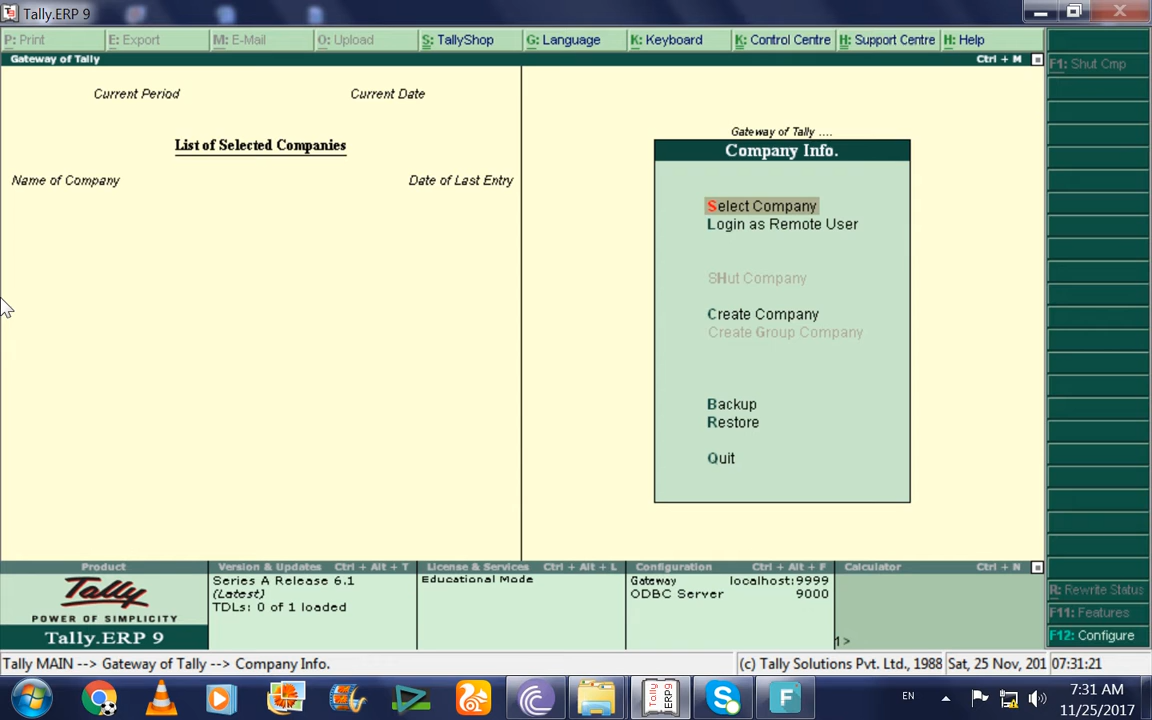 Tally.ERP 9
P: Print
E: Export
M: E-Mail
O: Upload
S: TallyShop
G: Language
K: Keyboard
K: Control Centre
H: Support Centre
H: Help
Gateway of Tally
Ctrl + M
F1: Shut Cmp
Current Period
Current Date
List of Selected Companies
Name of Company
Date of Last Entry
Gateway of Tally ....
Company Info.
Select Company
Login as Remote User
SHut Company
Create Company
Create Group Company
Backup
Restore
Quit
Product
Tally
POWER OF SIMPLICITY
Tally.ERP 9
Version & Updates Ctrl + Alt + T
Series A Release 6.1
(Latest)
TDLs: 0 of 1 loaded
License & Services Ctrl + Alt + L
Educational Mode
Configuration Ctrl + Alt + F
Gateway localhost:9999
ODBC Server 9000
Calculator Ctrl + N
1>
R: Rewrite Status
F11: Features
F12: Configure
Tally MAIN --> Gateway of Tally --> Company Info.
(c) Tally Solutions Pvt. Ltd., 1988
Sat, 25 Nov, 201
07:31:21
Tally ERP9
EN
7:31 AM
11/25/2017